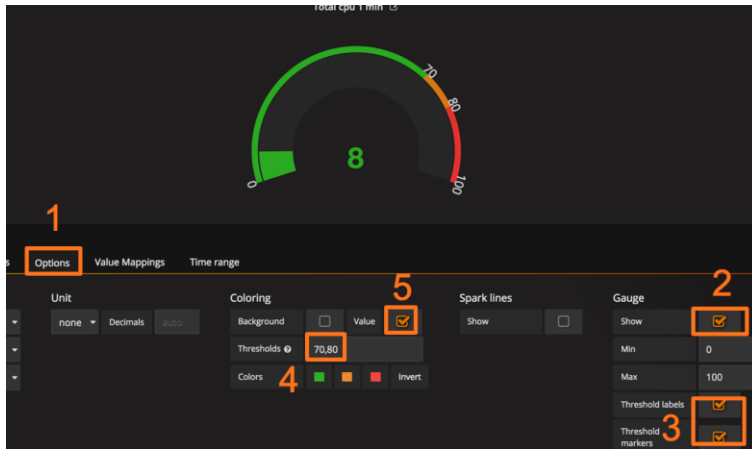 Total cpu 1 min
70
80
8
0
100
1
s Options Value Mappings Time range
5
2
Unit Coloring Spark lines Gauge
none Decimals auto Background Value Show Show
Thresholds 70,80 Min 0
4
Colors Invert Max 100
Threshold labels
3
Threshold
markers